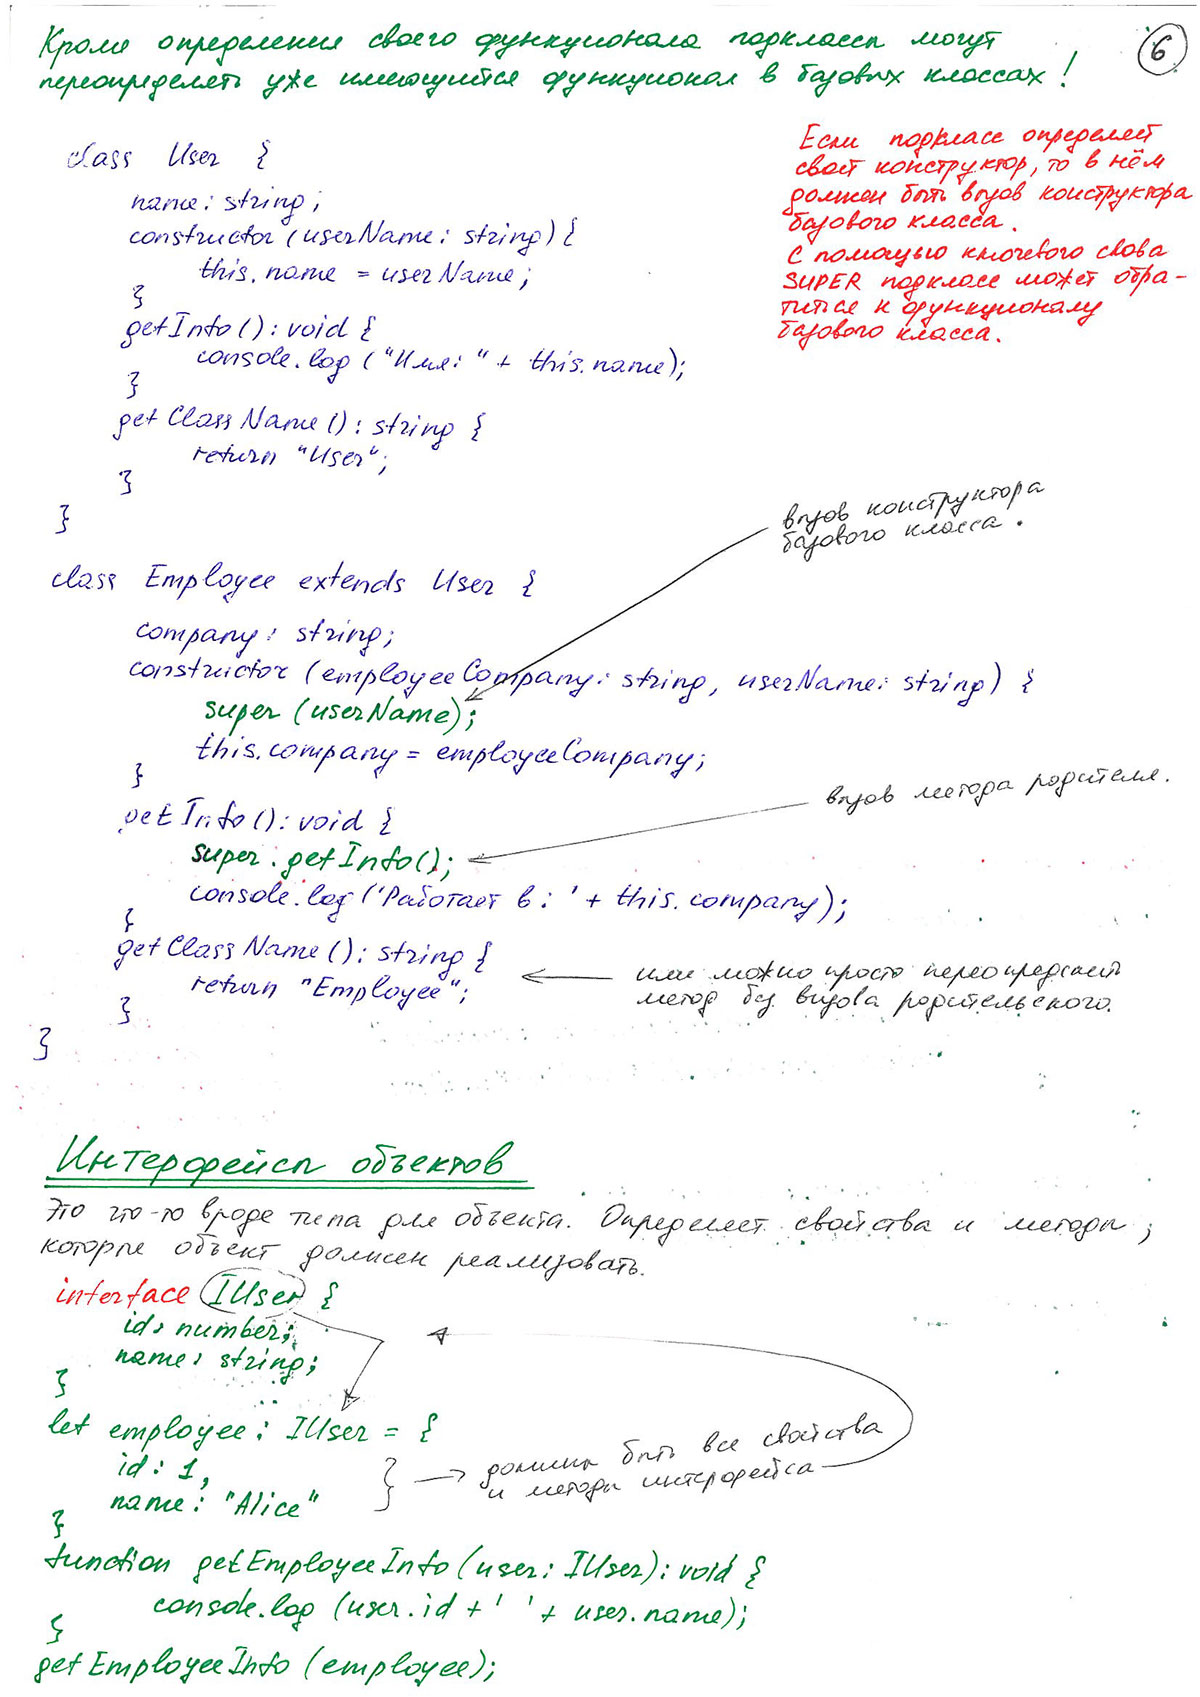 Кроме определения своего функционала подклассы могут
переопределять уже имеющийся функционал в базовых классах!
6
Если подкласс определяет
свой конструктор, то в нём
должен быть вызов конструктора
базового класса.
С помощью ключевого слова
SUPER подкласс может обра-
титься к функционалу
базового класса.
class User {
name: string;
constructor (userName: string) {
this.name = userName;
}
getInfo(): void {
console.log ("Имя: " + this.name);
}
getClassName(): string {
return "User";
}
}
вызов конструктора
базового класса.
class Employee extends User {
company: string;
constructor (employeeCompany: string, userName: string) {
super (userName);
this.company = employeeCompany;
}
вызов метода родителя.
getInfo(): void {
super.getInfo();
console.log ('Работает в: ' + this.company);
}
getClassName(): string {
return "Employee";
}
или можно просто переопределить
метод без вызова родительского.
}
Интерфейсы объектов
Это что-то вроде типа для объекта. Определяет свойства и методы,
которые объект должен реализовать.
interface IUser {
id: number;
name: string;
}
let employee: IUser = {
id: 1,
name: "Alice"
}
должны быть все свойства
и методы интерфейса
function getEmployeeInfo (user: IUser): void {
console.log (user.id + ' ' + user.name);
}
getEmployeeInfo (employee);